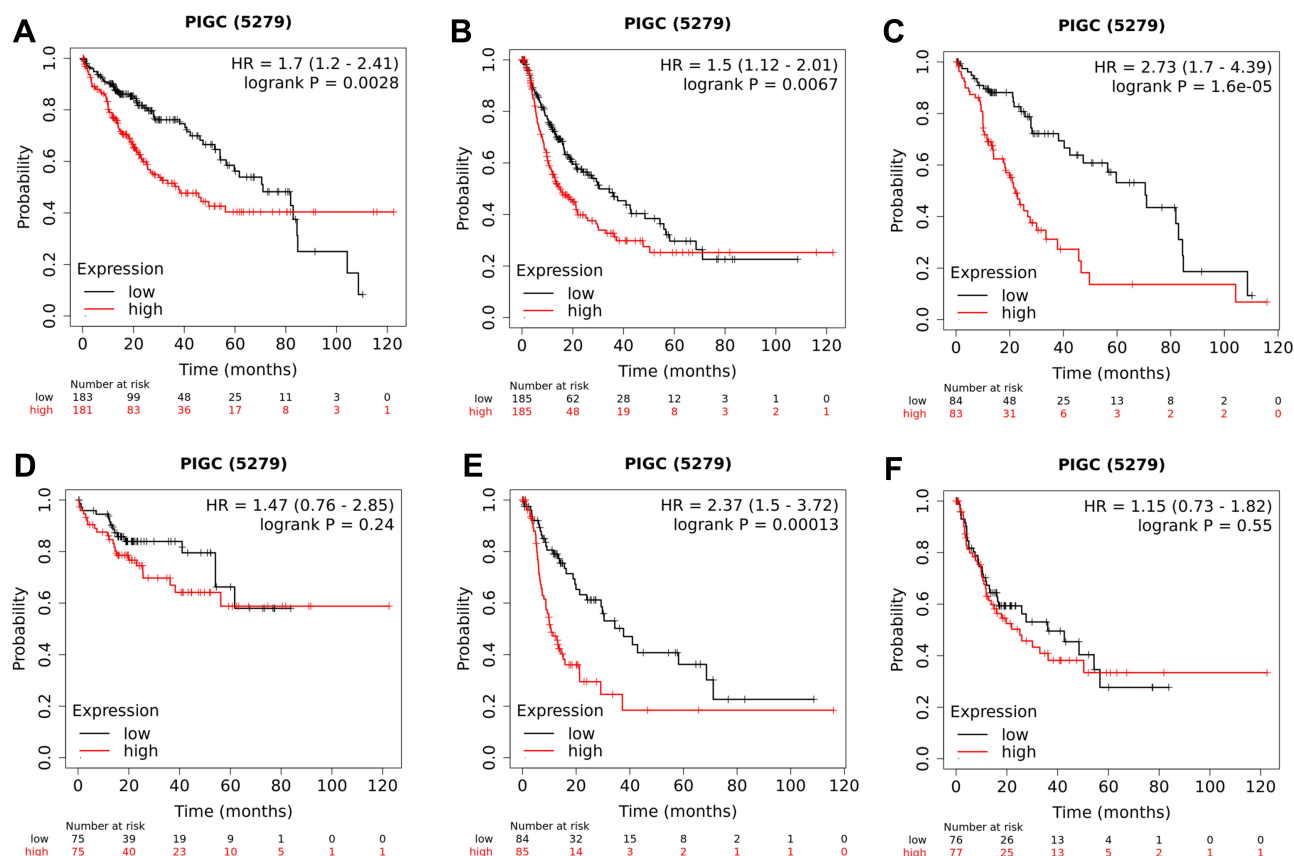 A
PIGC (5279)
HR = 1.7 (1.2 - 2.41)
logrank P = 0.0028
Probability
0.0 0.2 0.4 0.6 0.8 1.0
Expression
low
high
0 20 40 60 80 100 120
Time (months)
Number at risk
low 183 99 48 25 11 3 0
high 181 83 36 17 8 3 1
B
PIGC (5279)
HR = 1.5 (1.12 - 2.01)
logrank P = 0.0067
Probability
0.0 0.2 0.4 0.6 0.8 1.0
Expression
low
high
0 20 40 60 80 100 120
Time (months)
Number at risk
low 185 62 28 12 3 1 0
high 185 48 19 8 3 2 1
C
PIGC (5279)
HR = 2.73 (1.7 - 4.39)
logrank P = 1.6e-05
Probability
0.0 0.2 0.4 0.6 0.8 1.0
Expression
low
high
0 20 40 60 80 100 120
Time (months)
Number at risk
low 84 48 25 13 8 2 0
high 83 31 6 3 2 2 0
D
PIGC (5279)
HR = 1.47 (0.76 - 2.85)
logrank P = 0.24
Probability
0.0 0.2 0.4 0.6 0.8 1.0
Expression
low
high
0 20 40 60 80 100 120
Time (months)
Number at risk
low 75 39 19 9 1 0 0
high 75 40 23 10 5 1 1
E
PIGC (5279)
HR = 2.37 (1.5 - 3.72)
logrank P = 0.00013
Probability
0.0 0.2 0.4 0.6 0.8 1.0
Expression
low
high
0 20 40 60 80 100 120
Time (months)
Number at risk
low 84 32 15 8 2 1 0
high 85 14 3 2 1 1 0
F
PIGC (5279)
HR = 1.15 (0.73 - 1.82)
logrank P = 0.55
Probability
0.0 0.2 0.4 0.6 0.8 1.0
Expression
low
high
0 20 40 60 80 100 120
Time (months)
Number at risk
low 76 26 13 4 1 0 0
high 77 25 13 5 2 1 1